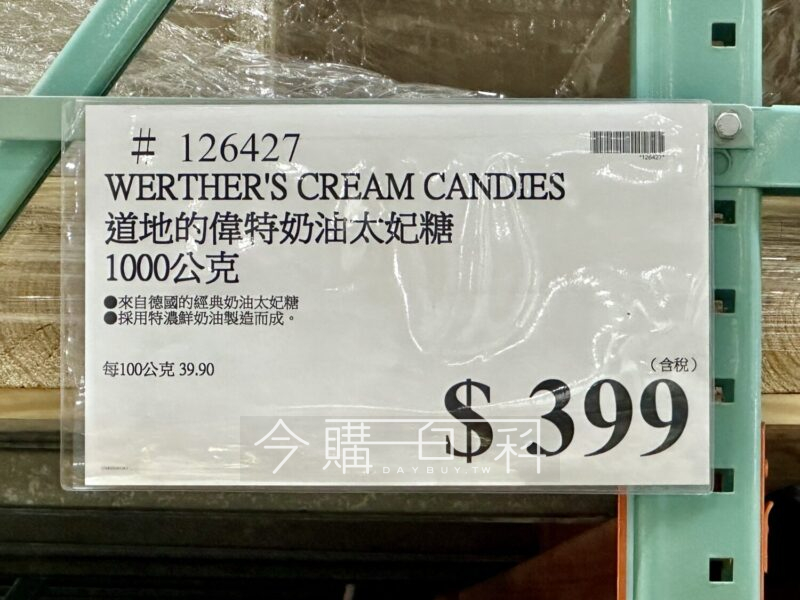 # 126427
*126427*
WERTHER'S CREAM CANDIES
道地的偉特奶油太妃糖
1000公克
●來自德國的經典奶油太妃糖
●採用特濃鮮奶油製造而成。
每100公克 39.90
(含稅)
$ 399
今購百科
T.DAYBUY.TW